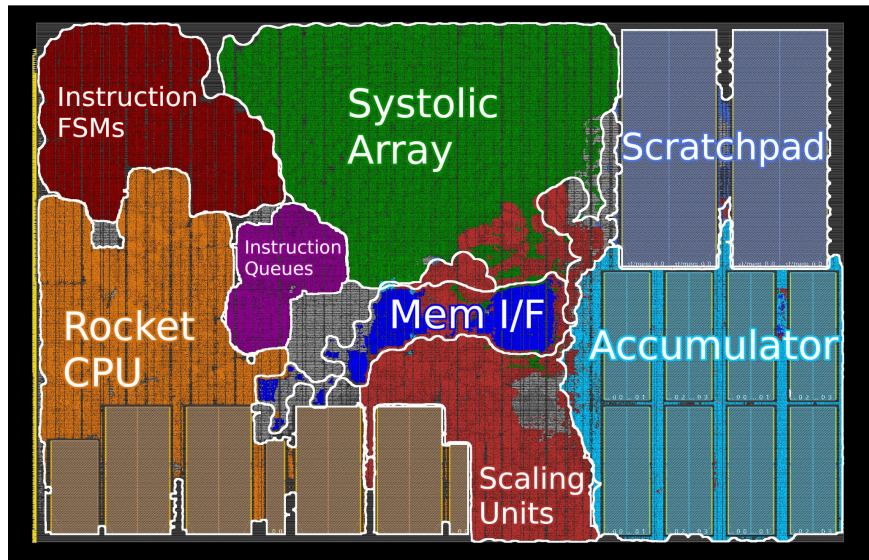 Instruction
FSMs
Systolic
Array
Scratchpad
Instruction
Queues
Mem I/F
Rocket
CPU
Accumulator
Scaling
Units